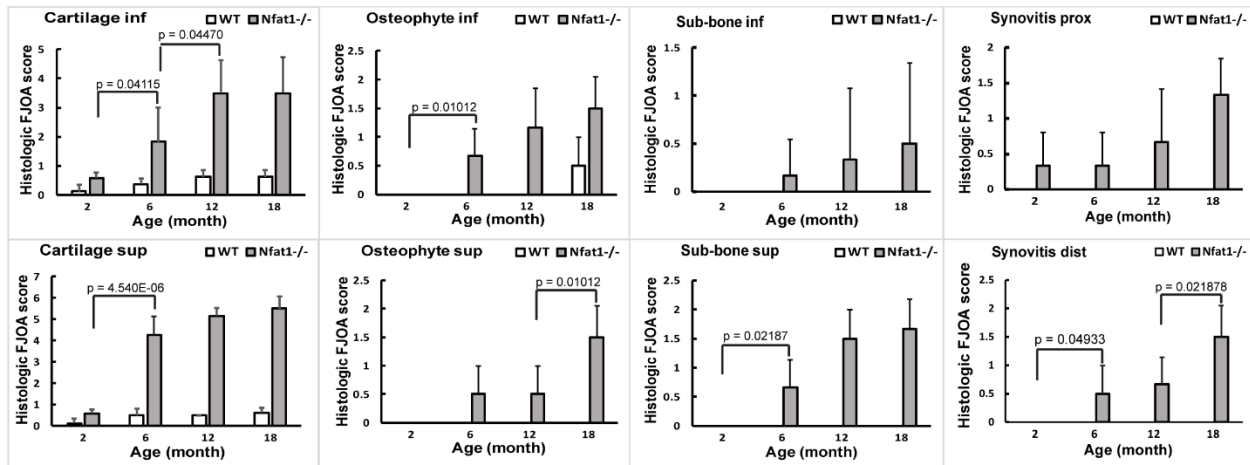 Cartilage inf
WT Nfat1-/-
Histologic FJOA score
6
5
4
3
2
1
0
p = 0.04470
p = 0.04115
2 6 12 18
Age (month)
Osteophyte inf
WT Nfat1-/-
Histologic FJOA score
2.5
2
1.5
1
0.5
0
p = 0.01012
2 6 12 18
Age (month)
Sub-bone inf
WT Nfat1-/-
Histologic FJOA score
1.5
1
0.5
0
2 6 12 18
Age (month)
Synovitis prox
WT Nfat1-/-
Histologic FJOA score
2
1.5
1
0.5
0
2 6 12 18
Age (month)
Cartilage sup
WT Nfat1-/-
Histologic FJOA score
7
6
5
4
3
2
1
0
p = 4.540E-06
2 6 12 18
Age (month)
Osteophyte sup
WT Nfat1-/-
Histologic FJOA score
2.5
2
1.5
1
0.5
0
p = 0.01012
2 6 12 18
Age (month)
Sub-bone sup
WT Nfat1-/-
Histologic FJOA score
2.5
2
1.5
1
0.5
0
p = 0.02187
2 6 12 18
Age (month)
Synovitis dist
WT Nfat1-/-
Histologic FJOA score
2.5
2
1.5
1
0.5
0
p = 0.021878
p = 0.04933
2 6 12 18
Age (month)